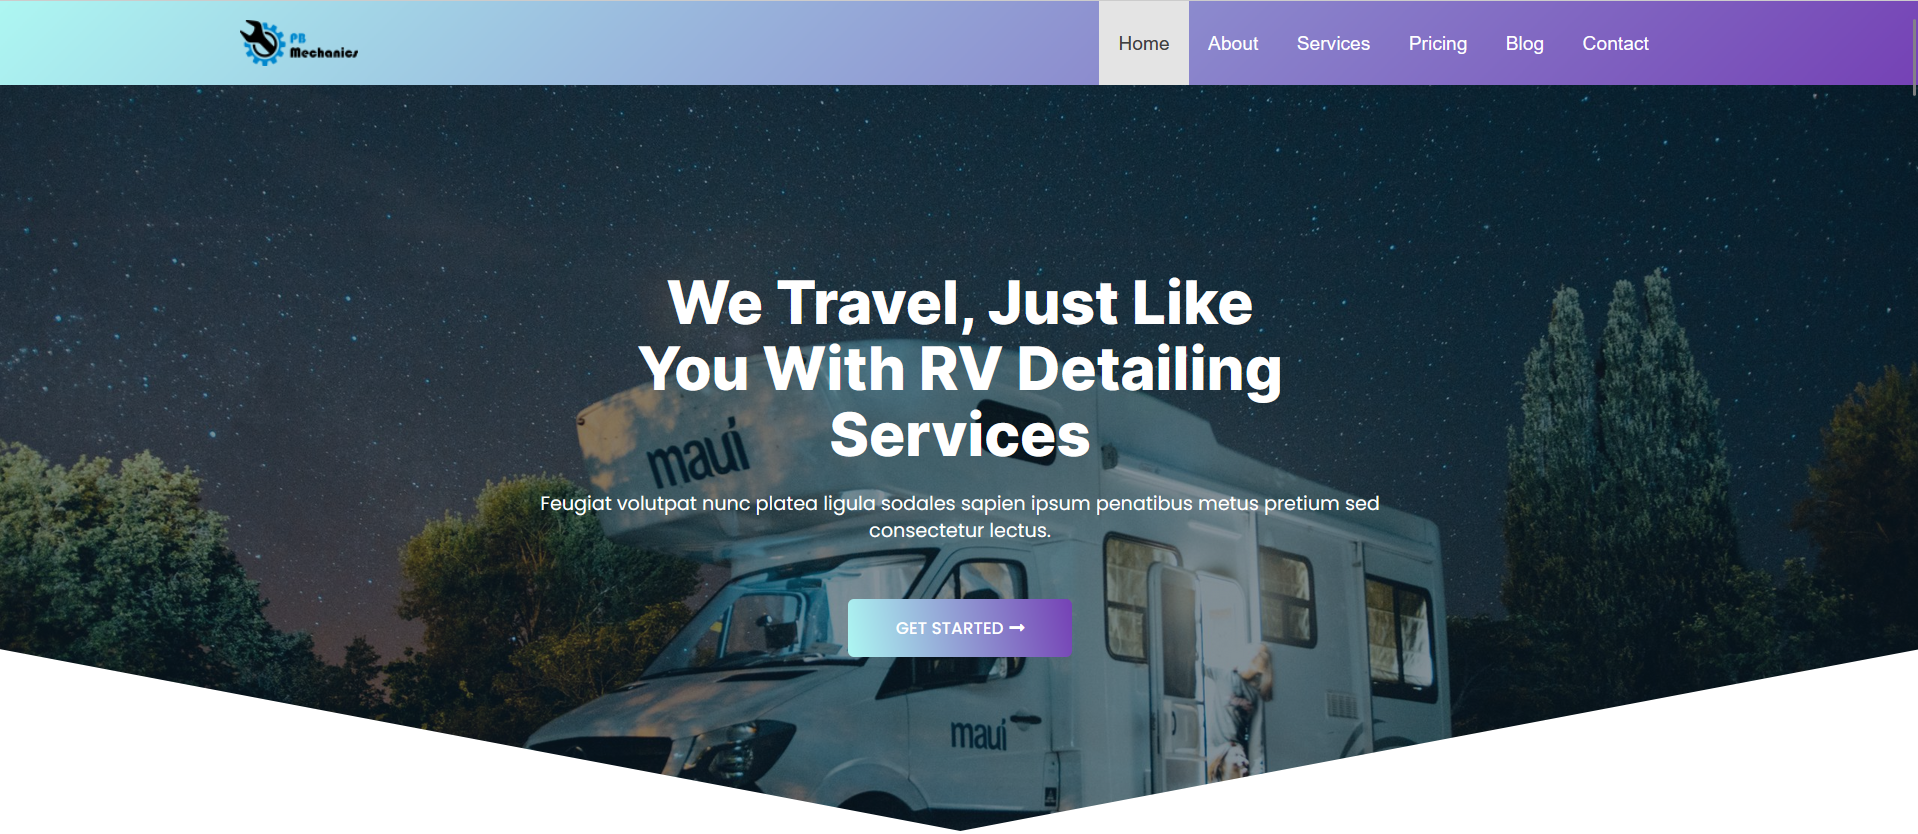 PB
Mechanics
Home About Services Pricing Blog Contact
We Travel, Just Like
You With RV Detailing
Services
maui
Feugiat volutpat nunc platea ligula sodales sapien ipsum penatibus metus pretium sed
consectetur lectus.
maui
GET STARTED
maui